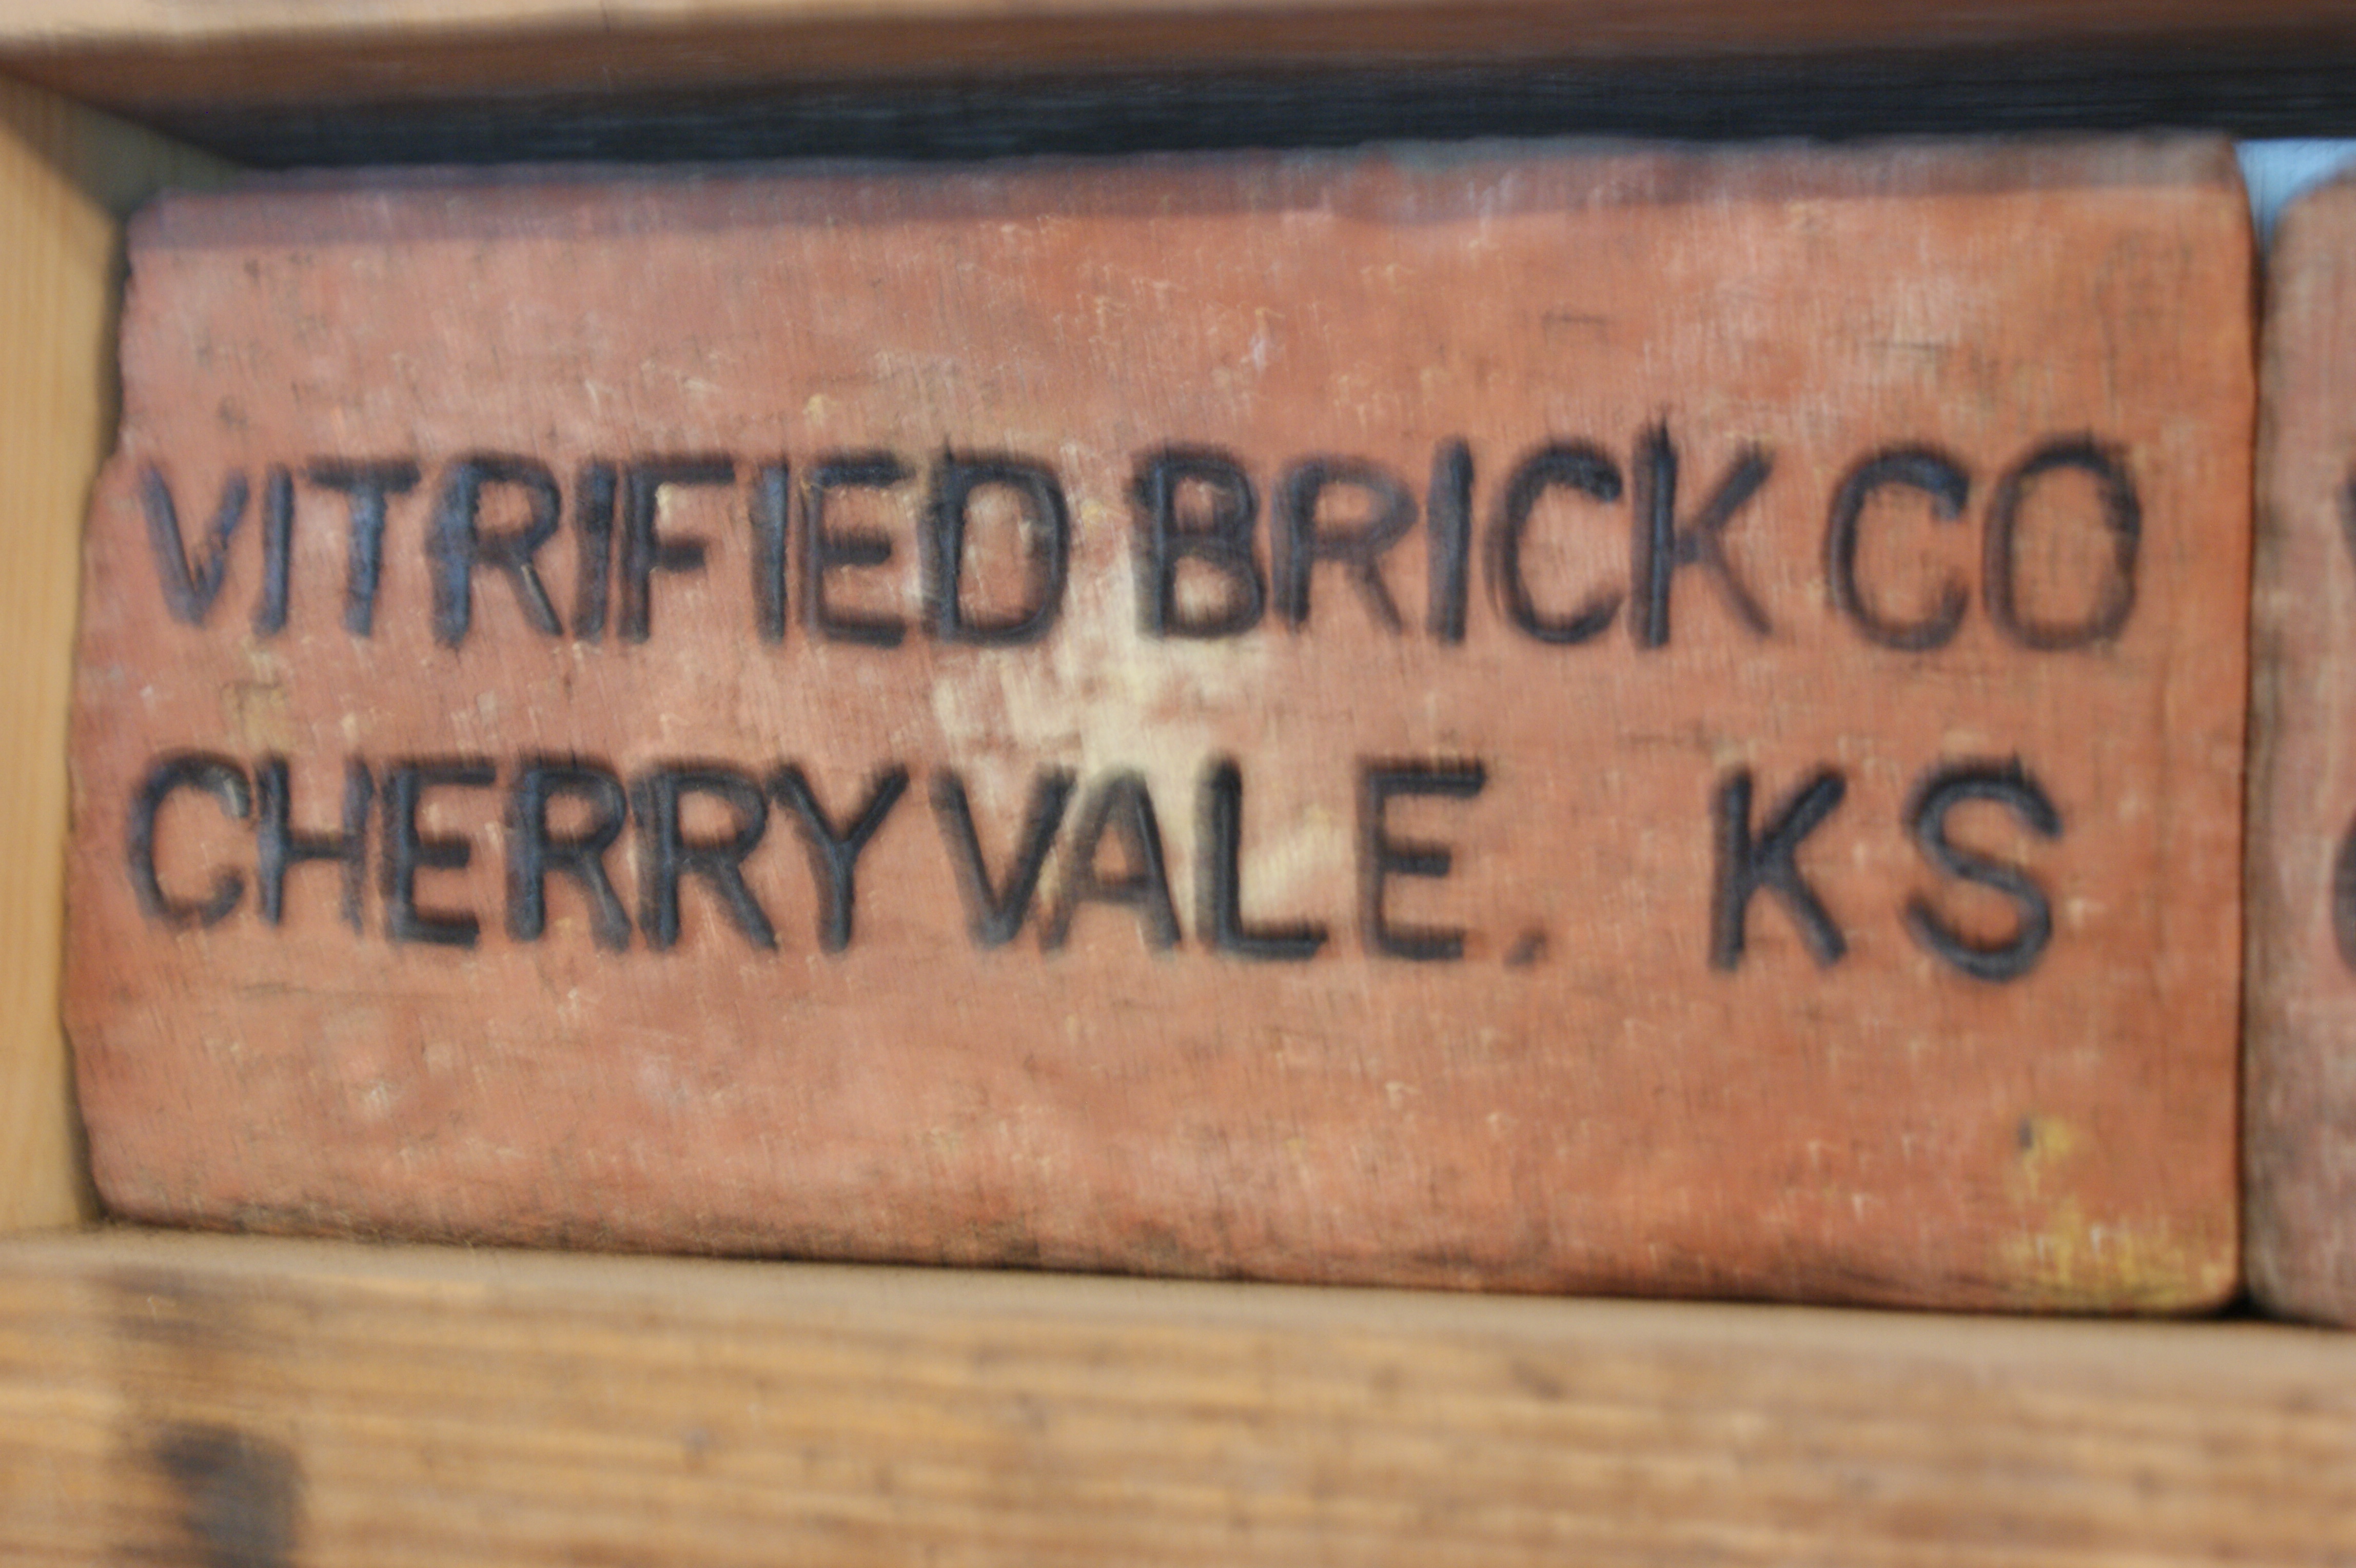 VITRIFIED BRICK CO
CHERRYVALE. KS